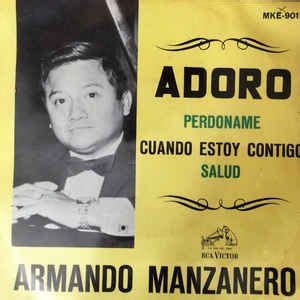 MKE-901
ADORO
PERDONAME
CUANDO ESTOY CONTIGO
SALUD
RCA VICTOR
ARMANDO MANZANERO